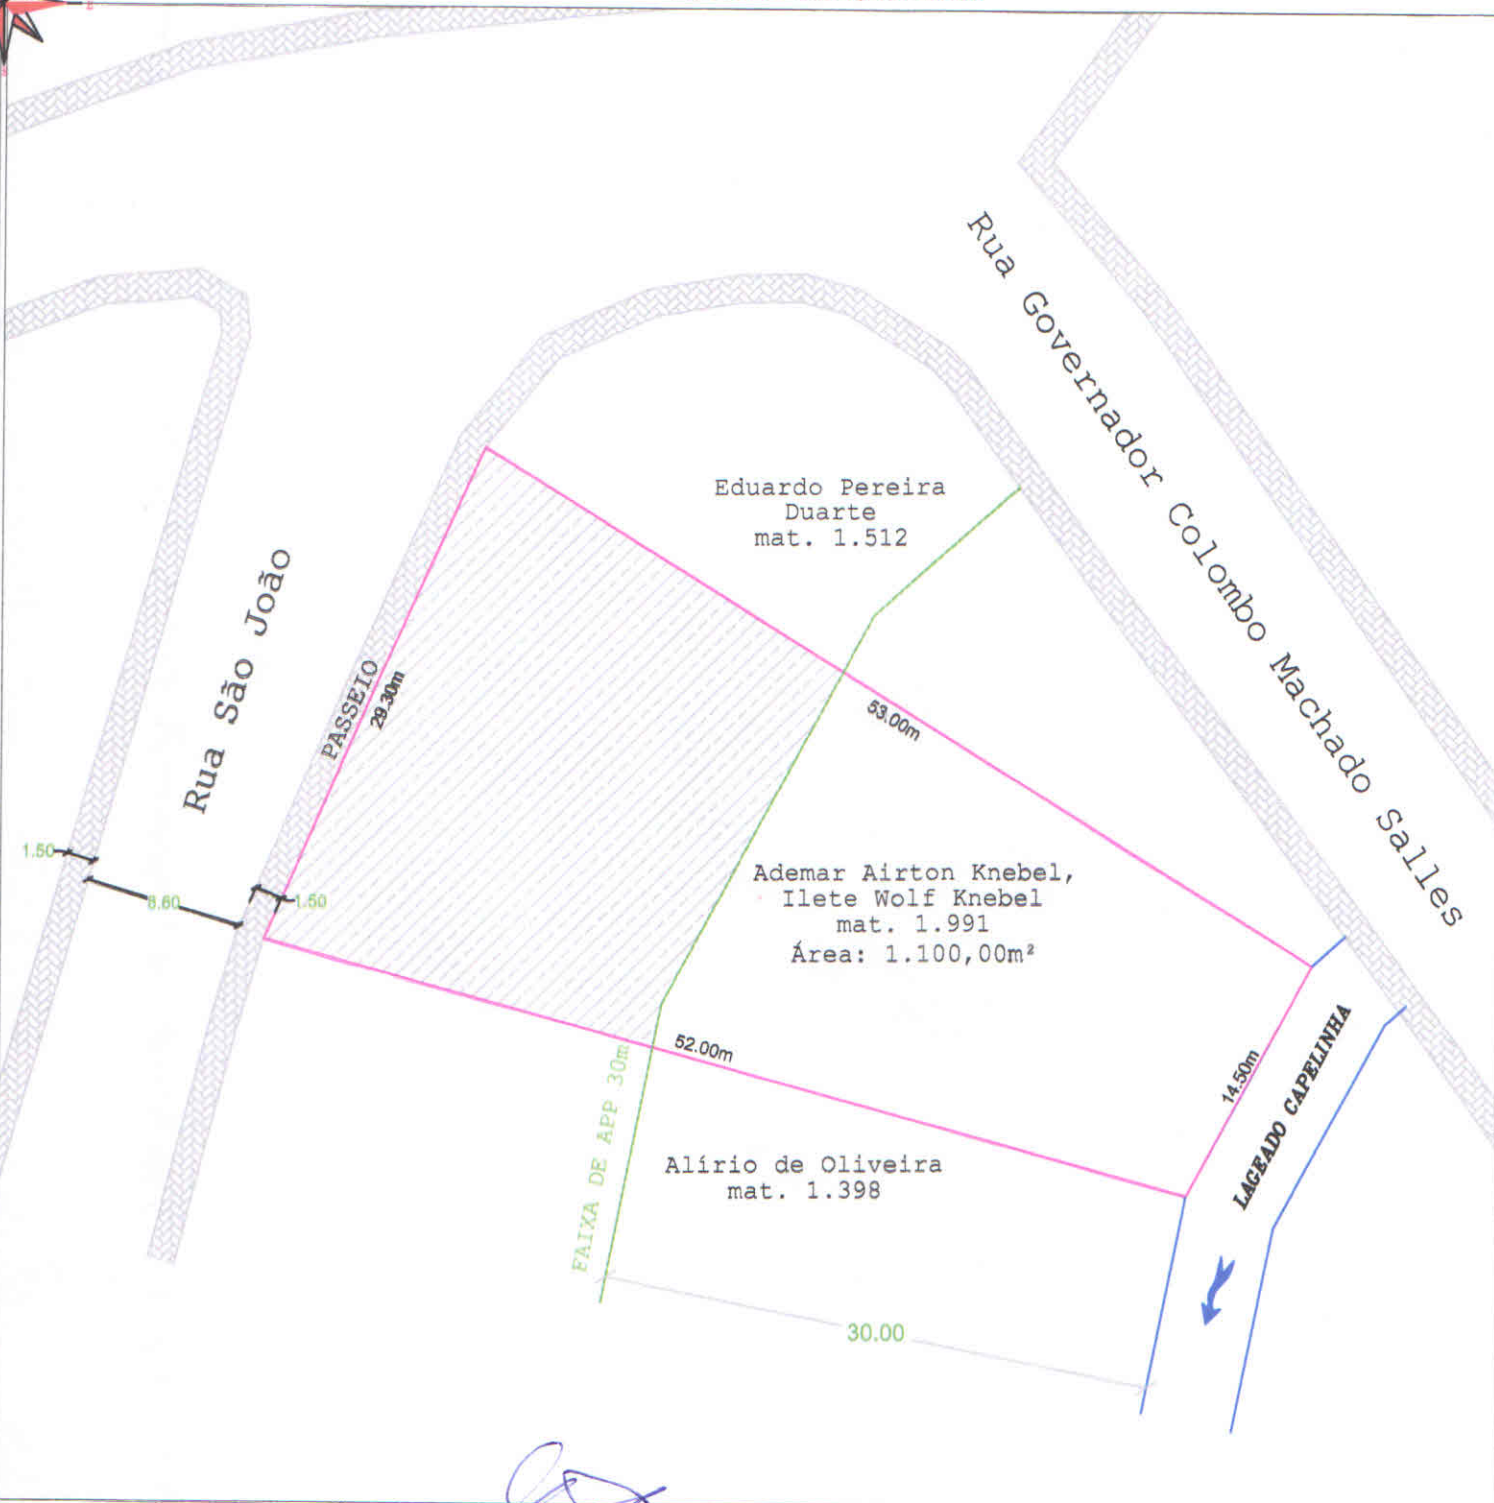 Rua Governador Colombo Machado Salles
Eduardo Pereira
Duarte
mat. 1.512
Rua São João
PASSEIO
29.30m
53.00m
1.50
8.60
1.50
Ademar Airton Knebel,
Ilete Wolf Knebel
mat. 1.991
Área: 1.100,00m²
52.00m
14.50m
LAGEADO CAPELINHA
FAIXA DE APP 30m
Alírio de Oliveira
mat. 1.398
30.00